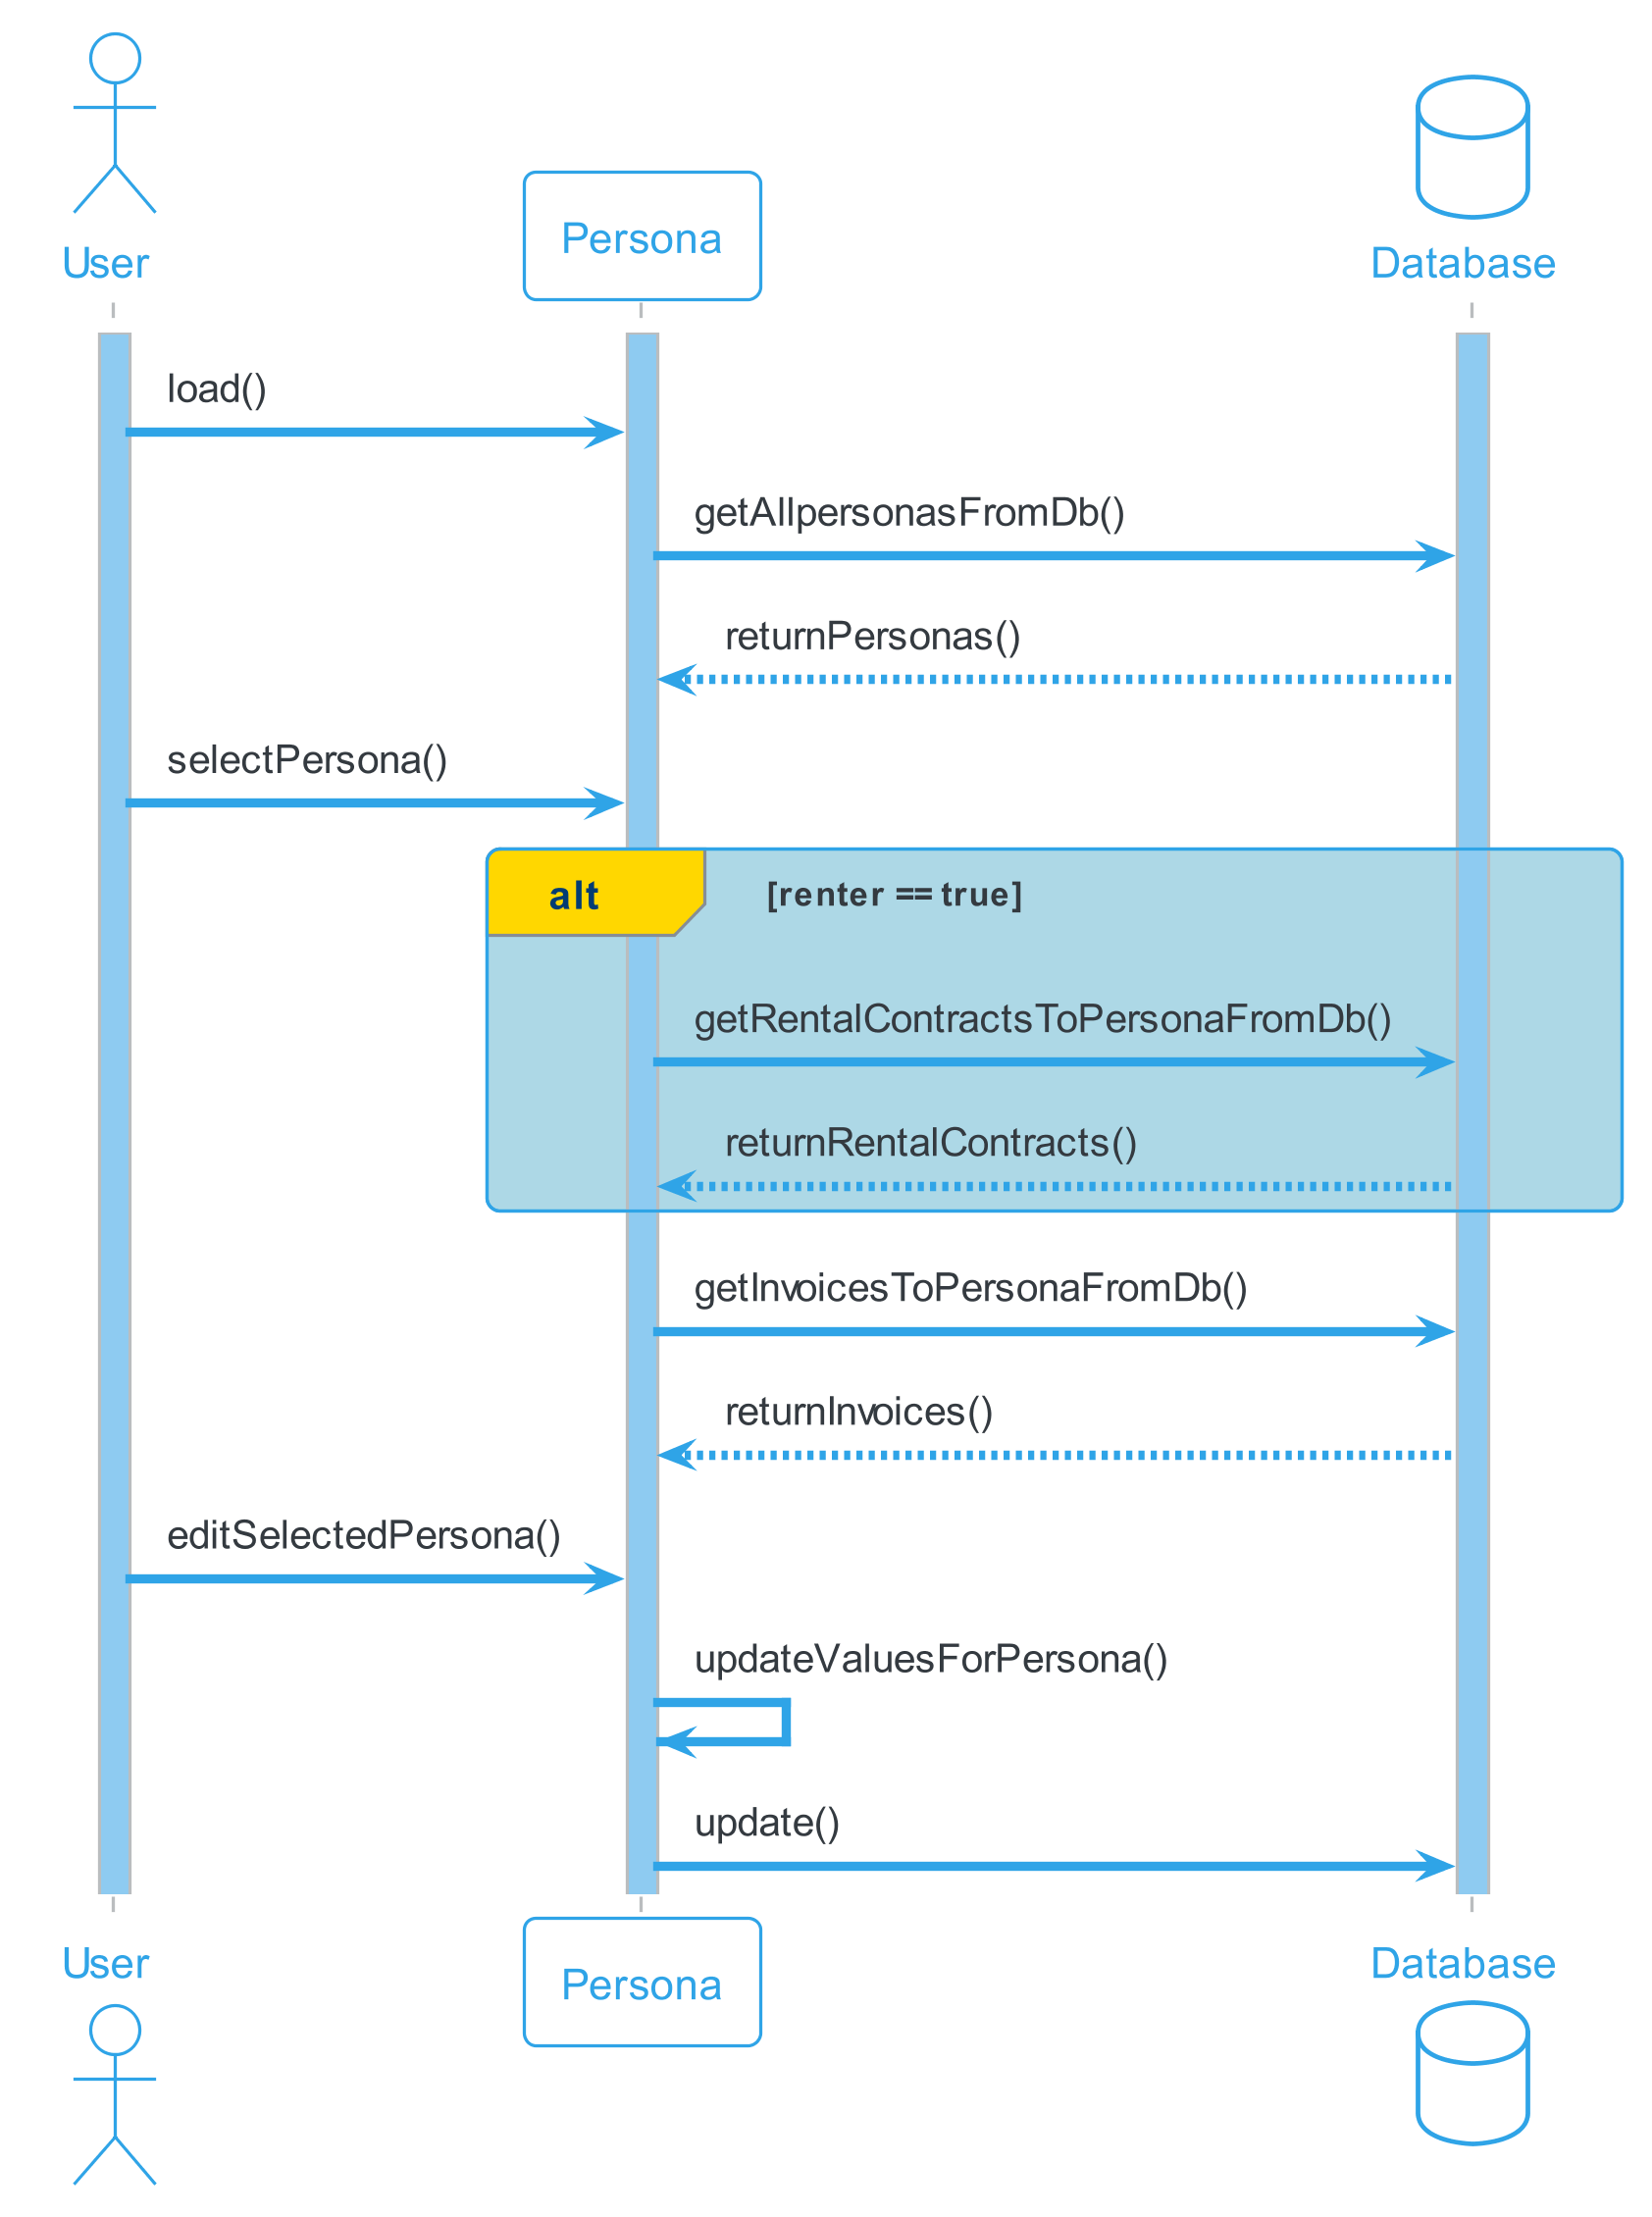 User
Persona
Database
load()
getAllpersonasFromDb()
returnPersonas()
selectPersona()
alt [renter == true]
getRentalContractsToPersonaFromDb()
returnRentalContracts()
getInvoicesToPersonaFromDb()
returnInvoices()
editSelectedPersona()
updateValuesForPersona()
update()
User
Persona
Database